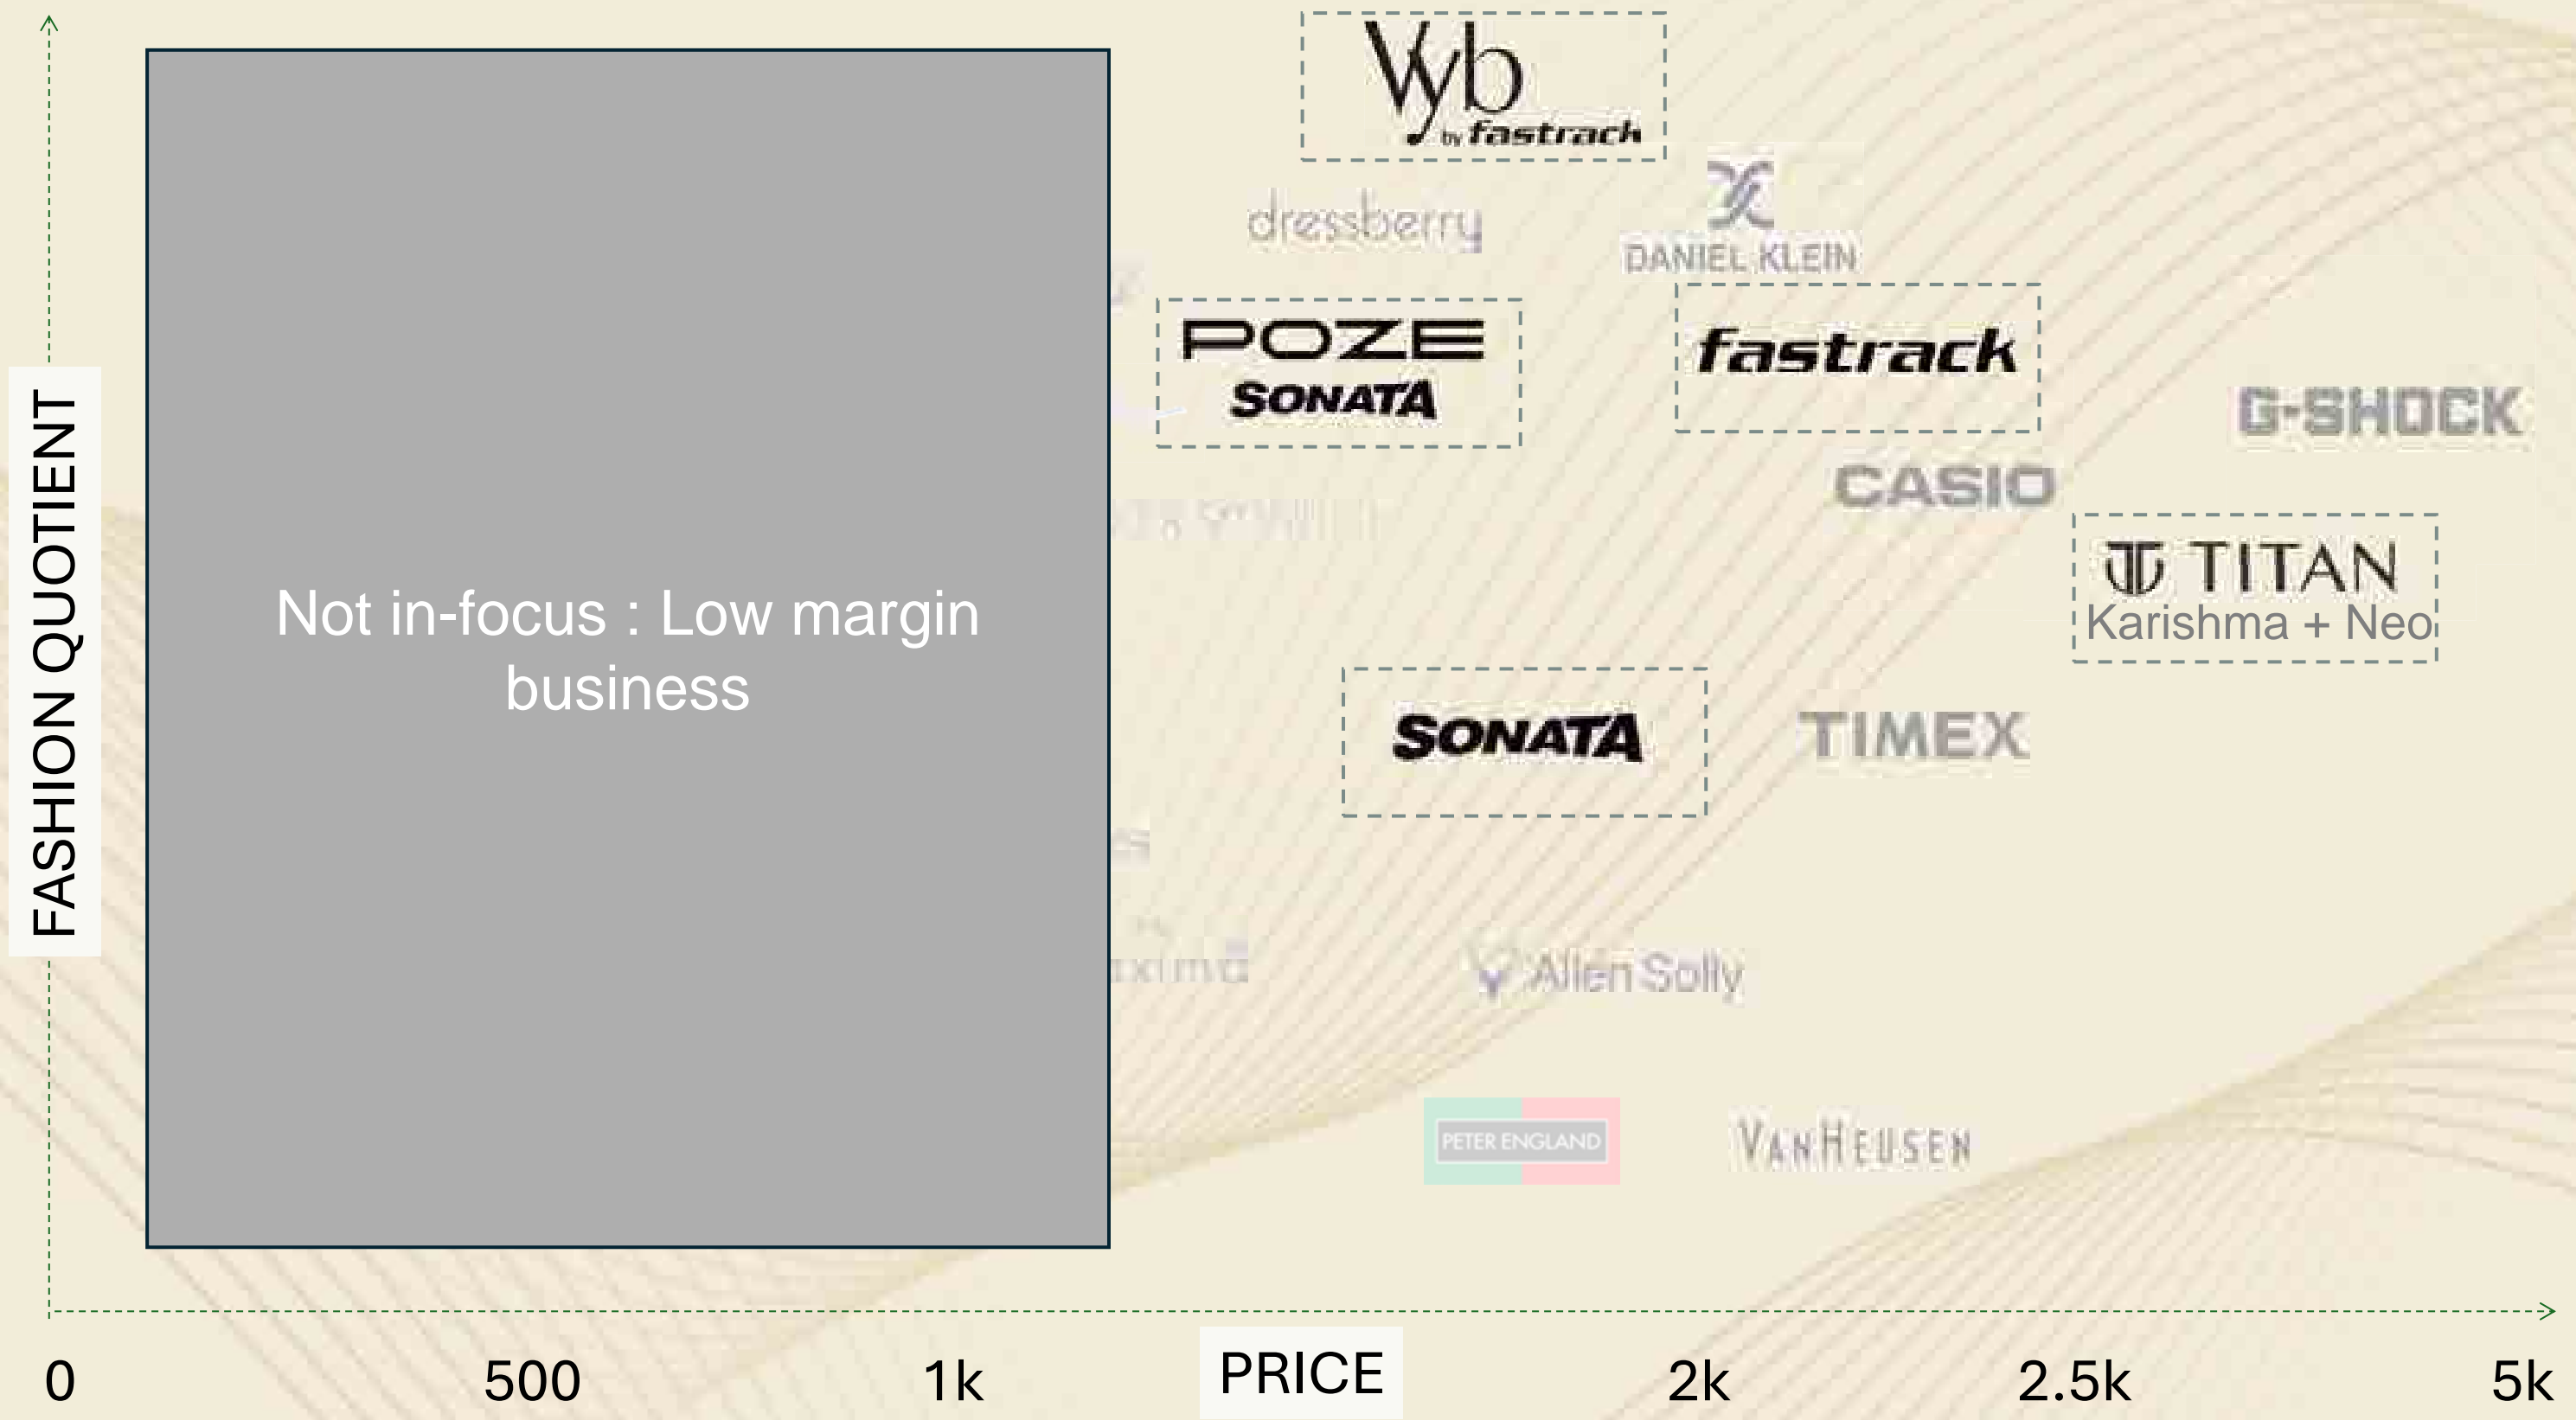 Vyb
by fastrack
dressberry
DANIEL KLEIN
POZE
SONATA
fastrack
G-SHOCK
CASIO
TITAN
Karishma + Neo
FASHION QUOTIENT
Not in-focus : Low margin
business
SONATA
TIMEX
Allen Solly
PETER ENGLAND
VANHEUSEN
0
500
1k
PRICE
2k
2.5k
5k